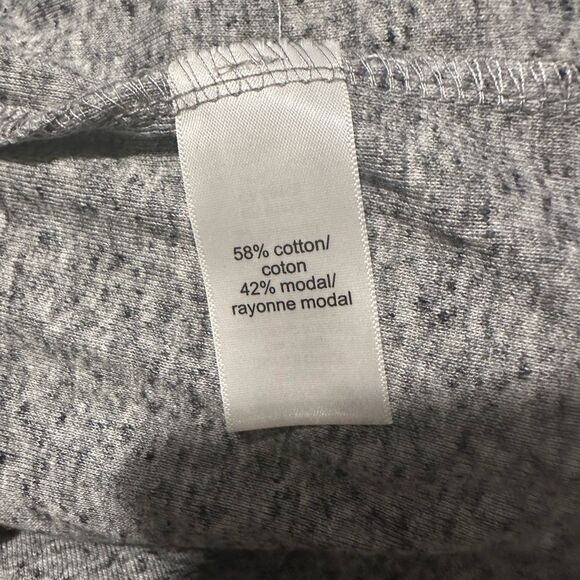 58% cotton/
coton
42% modal/
rayonne modal